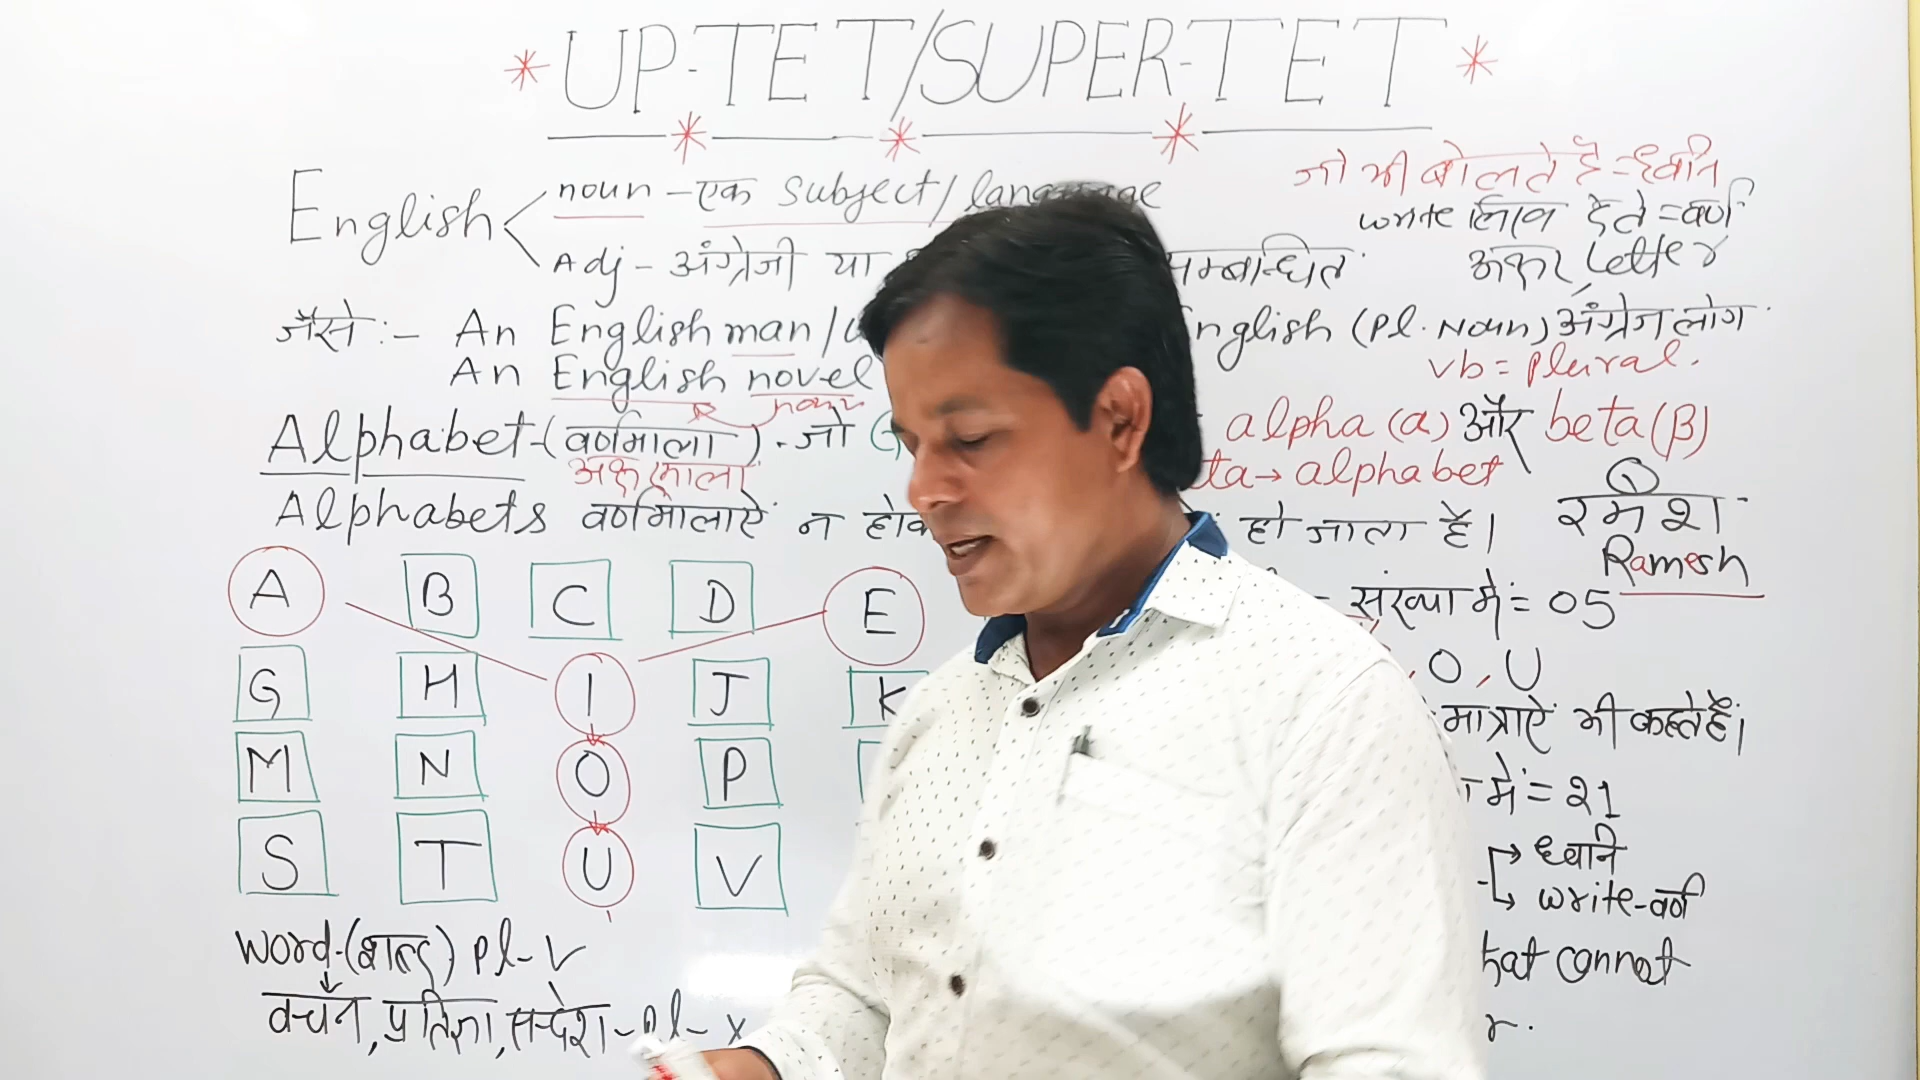 UP-TET/SUPER-TET
जो भी बोलते है = ध्वनि
English
noun - एक subject/language
write लिख देते = वर्ण
Adj - अंग्रेजी या सम्बन्धित
अक्षर, letter
जैसे :- An Englishman/ nglish (Pl. Noun) अंग्रेज लोग
vb = plural.
An English novel
noun
Alphabet - (वर्णमाला) - जो alpha (α) और beta (β)
अक्षरमाला ta → alphabet
Alphabets वर्णमालाऐं न हो हो जाता है।
रमेश
Ramesh
A B C D E
संख्या में = 05
G H I J K
, O, U
मात्राऐं भी कहते हैं।
M N O P
में = 21
S T U V
ध्वनि
write - वर्ण
word - (शब्द) Pl - ✓
that cannot
वचन, प्रतिज्ञा, सन्देश - Pl - x
r.